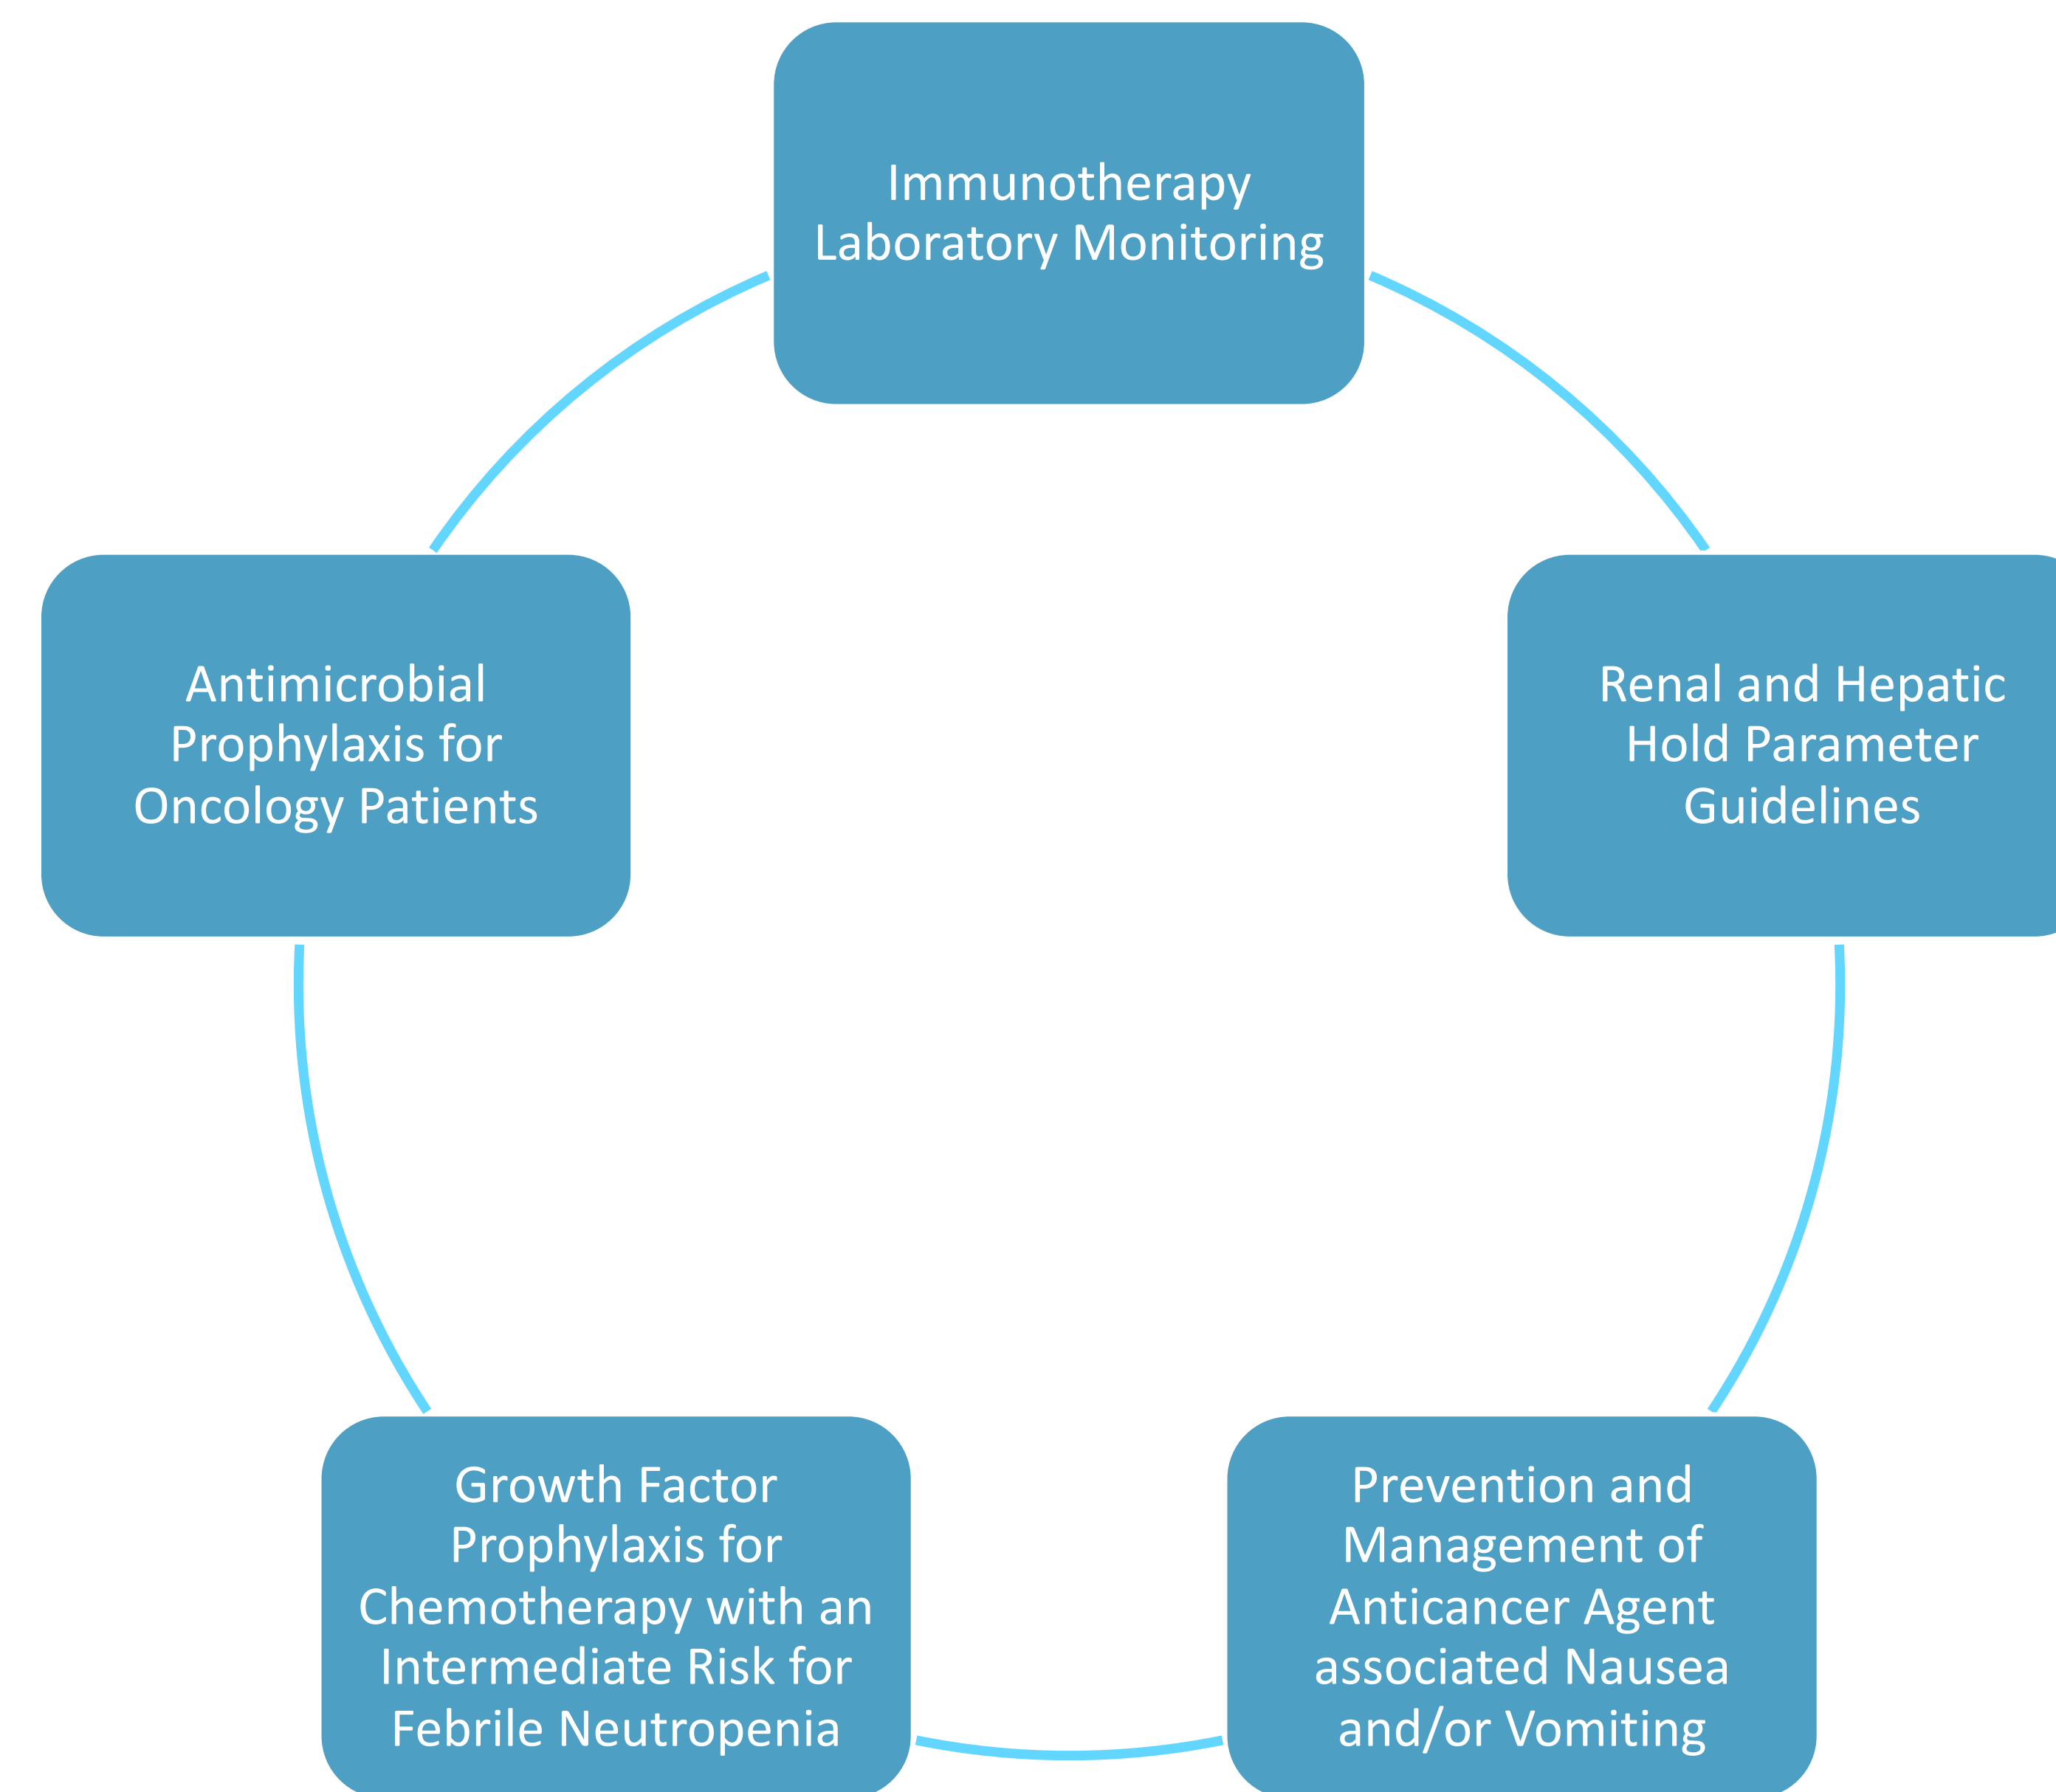 Immunotherapy
Laboratory Monitoring
Antimicrobial
Prophylaxis for
Oncology Patients
Renal and Hepatic
Hold Parameter
Guidelines
Growth Factor
Prophylaxis for
Chemotherapy with an
Intermediate Risk for
Febrile Neutropenia
Prevention and
Management of
Anticancer Agent
associated Nausea
and/or Vomiting